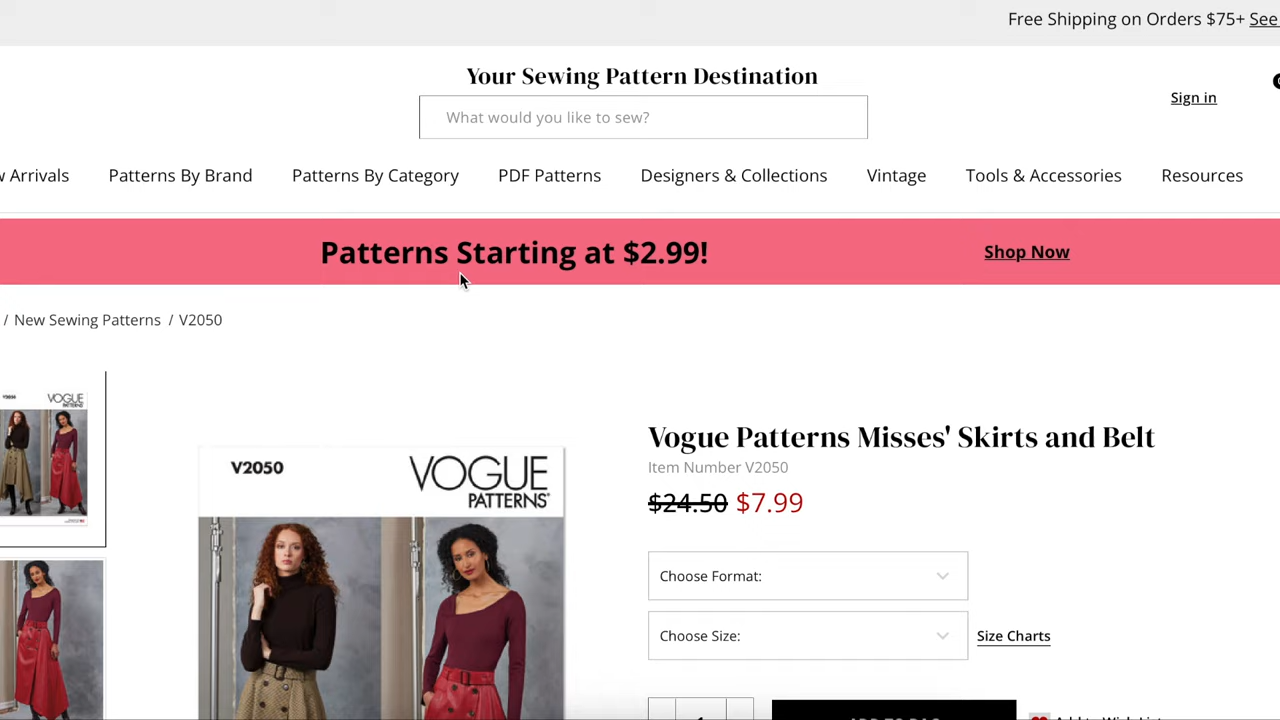 Free Shipping on Orders $75+ See
Your Sewing Pattern Destination
What would you like to sew?
Sign in
Arrivals Patterns By Brand Patterns By Category PDF Patterns Designers & Collections Vintage Tools & Accessories Resources
Patterns Starting at $2.99! Shop Now
/ New Sewing Patterns / V2050
VOGUE
PATTERNS
Vogue Patterns Misses' Skirts and Belt
Item Number V2050
$24.50 $7.99
V2050 VOGUE
PATTERNS
Choose Format:
Choose Size: Size Charts